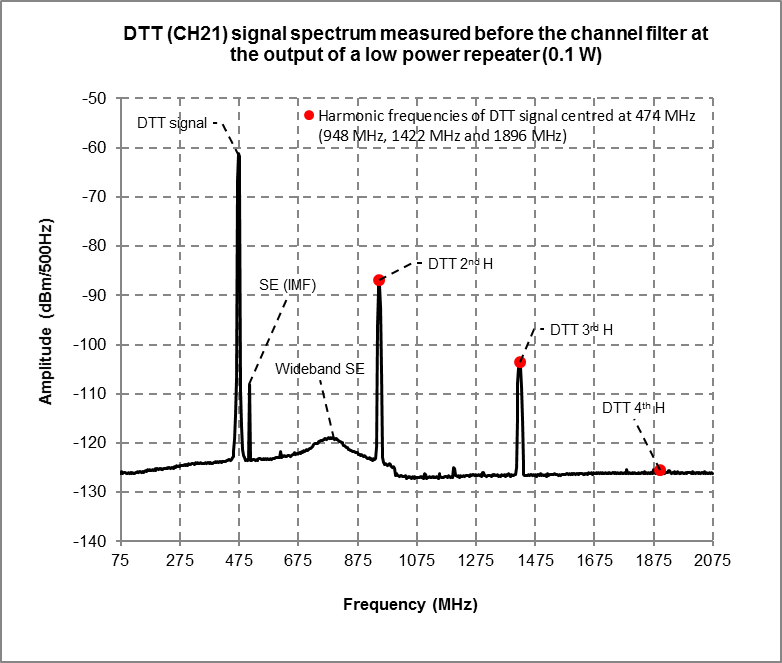 DTT (CH21) signal spectrum measured before the channel filter at
the output of a low power repeater (0.1 W)
-50
-60
-70
-80
-90
-100
-110
-120
-130
-140
Amplitude (dBm/500Hz)
DTT signal
Harmonic frequencies of DTT signal centred at 474 MHz
(948 MHz, 1422 MHz and 1896 MHz)
DTT 2nd H
SE (IMF)
DTT 3rd H
Wideband SE
DTT 4th H
75 275 475 675 875 1075 1275 1475 1675 1875 2075
Frequency (MHz)